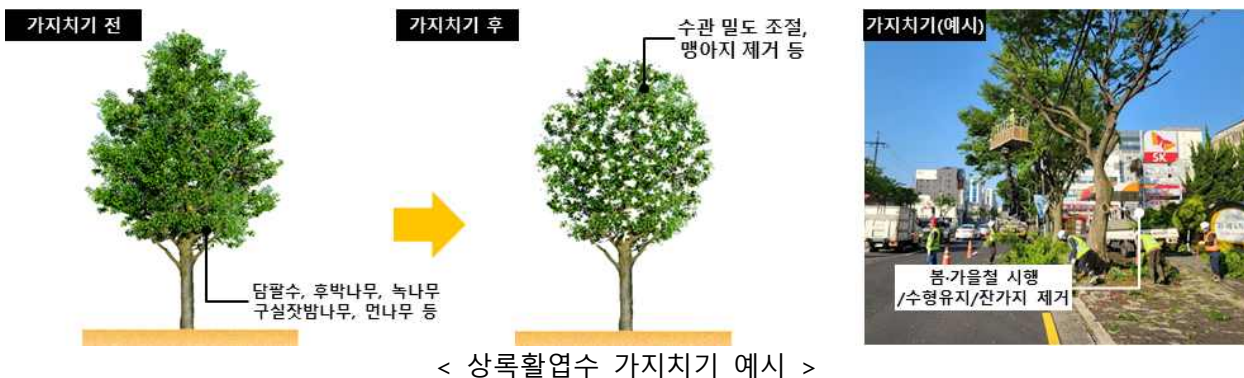 가지치기 전
가지치기 후
수관 밀도 조절,
맹아지 제거 등
가지치기(예시)
SK
담팔수, 후박나무, 녹나무
구실잣밤나무, 먼나무 등
봄·가을철 시행
/수형유지/잔가지 제거
< 상록활엽수 가지치기 예시 >